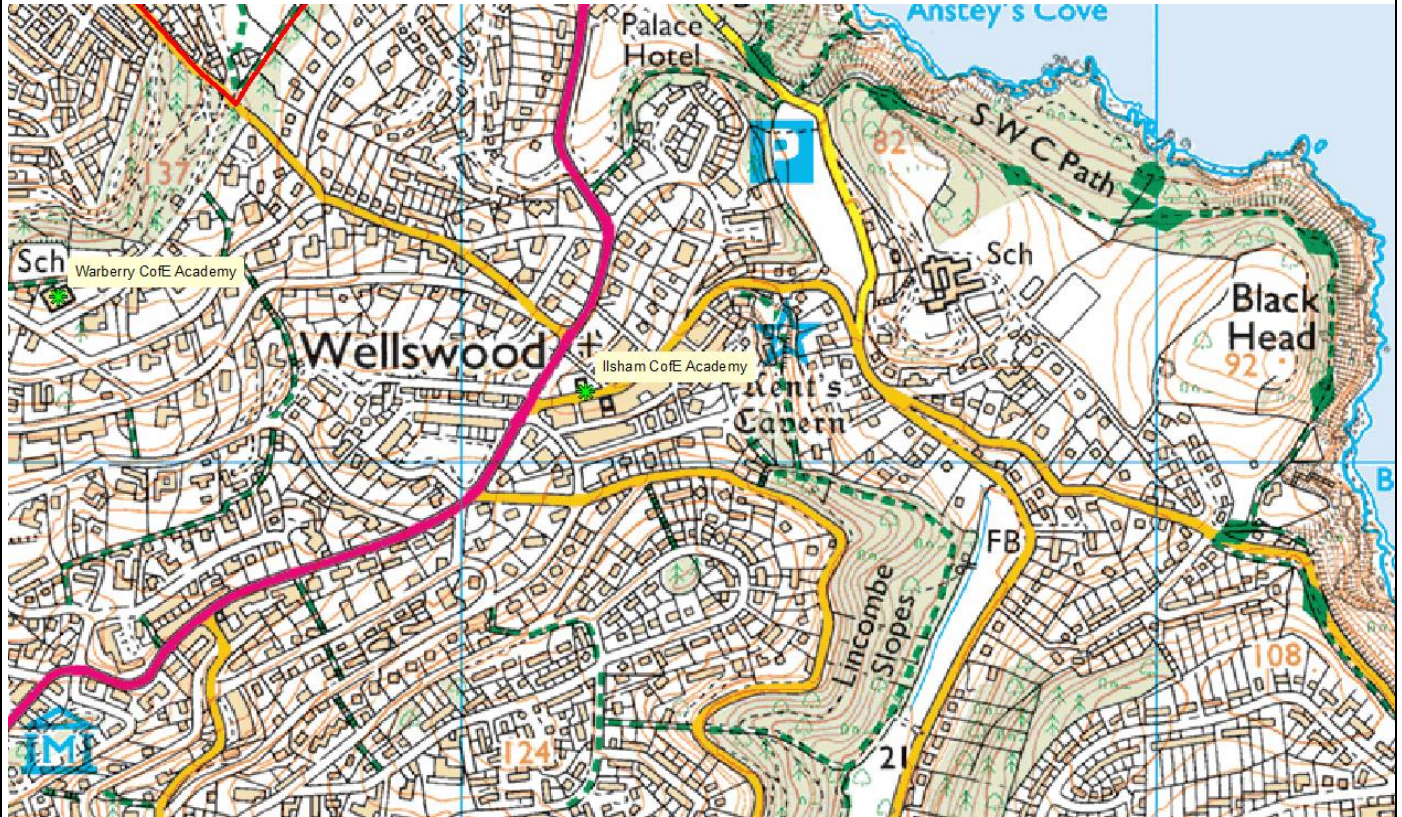 Anstey's Cove
Palace
Hotel
P
82
S W C Path
137
Sch
Warberry CofE Academy
Sch
Black
Head
92
Wellswood
Ilsham CofE Academy
Kent's
Cavern
B
FB
Lincombe
Slopes
108
M
124
21